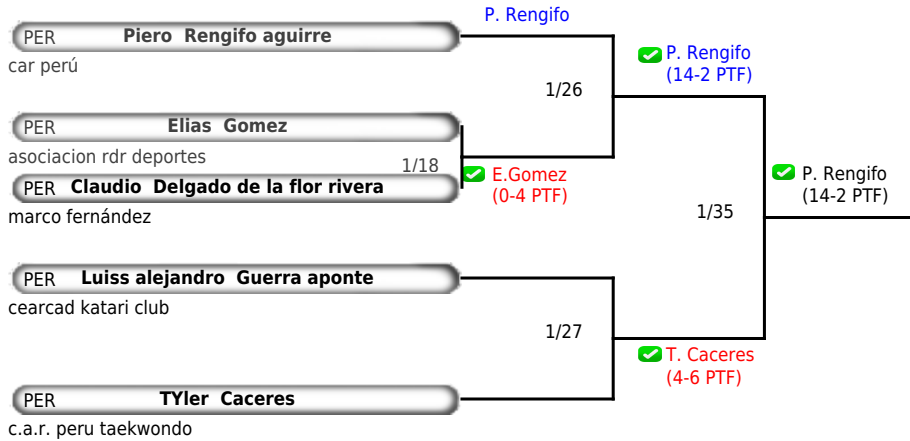 P. Rengifo
PER Piero Rengifo aguirre
car perú
P. Rengifo
(14-2 PTF)
1/26
PER Elias Gomez
asociacion rdr deportes
1/18
E.Gomez
(0-4 PTF)
PER Claudio Delgado de la flor rivera
marco fernández
P. Rengifo
(14-2 PTF)
1/35
PER Luiss alejandro Guerra aponte
cearcad katari club
1/27
T. Caceres
(4-6 PTF)
PER TYler Caceres
c.a.r. peru taekwondo